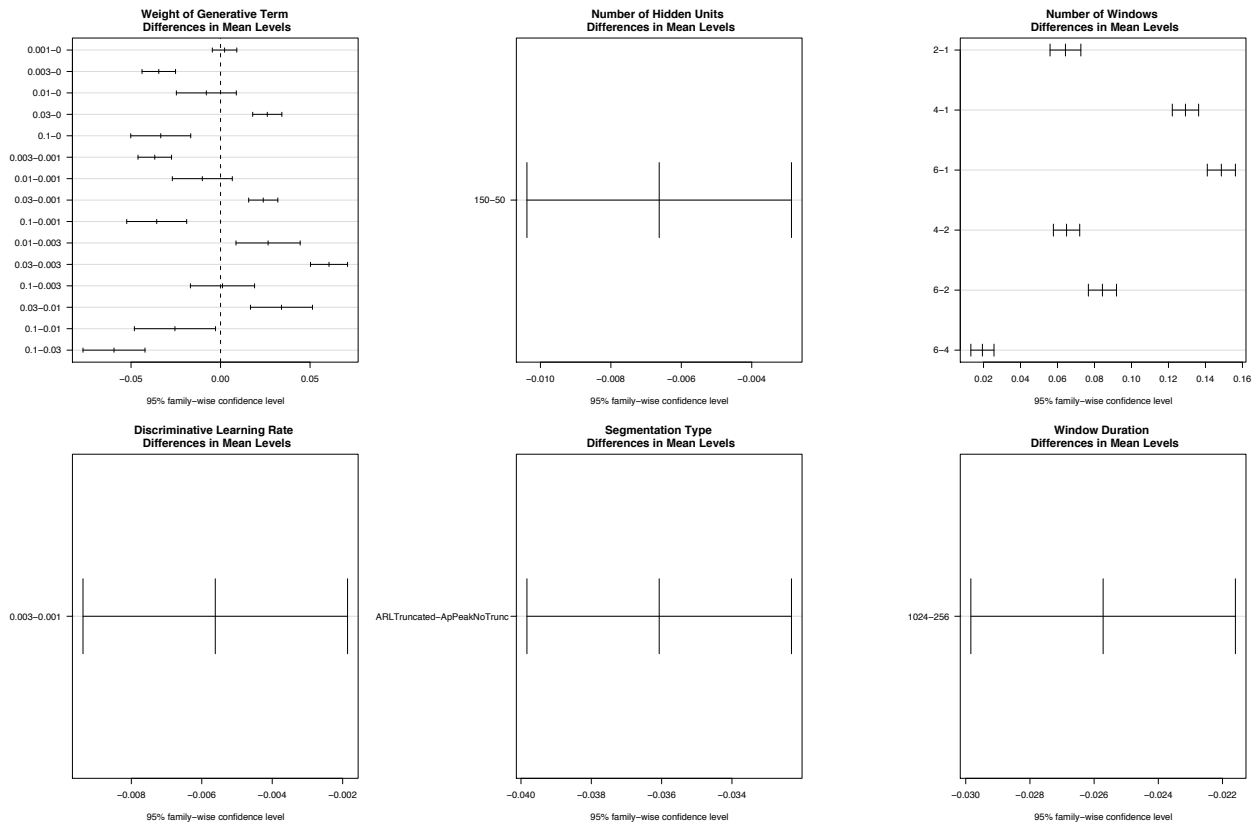 Weight of Generative Term
Differences in Mean Levels
0.001−0
0.003−0
0.01−0
0.03−0
0.1−0
0.003−0.001
0.01−0.001
0.03−0.001
0.1−0.001
0.01−0.003
0.03−0.003
0.1−0.003
0.03−0.01
0.1−0.01
0.1−0.03
−0.05 0.00 0.05
95% family−wise confidence level
Number of Hidden Units
Differences in Mean Levels
150−50
−0.010 −0.008 −0.006 −0.004
95% family−wise confidence level
Number of Windows
Differences in Mean Levels
2−1
4−1
6−1
4−2
6−2
6−4
0.02 0.04 0.06 0.08 0.10 0.12 0.14 0.16
95% family−wise confidence level
Discriminative Learning Rate
Differences in Mean Levels
0.003−0.001
−0.008 −0.006 −0.004 −0.002
95% family−wise confidence level
Segmentation Type
Differences in Mean Levels
ARLTruncated−ApPeakNoTrunc
−0.040 −0.038 −0.036 −0.034
95% family−wise confidence level
Window Duration
Differences in Mean Levels
1024−256
−0.030 −0.028 −0.026 −0.024 −0.022
95% family−wise confidence level